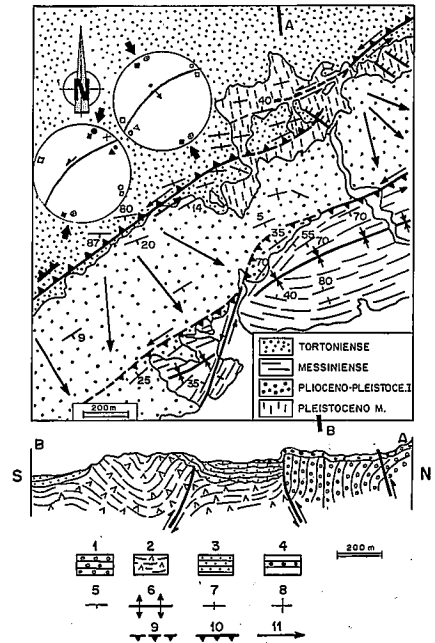 A
N
40
80
14
87
20
5
35
70
55
70
70
40
80
9
25
35
200m
TORTONIENSE
MESSINIENSE
PLIOCENO-PLEISTOCE.I
PLEISTOCENO M.
B
B A
S N
1 2 3 4
200 m
5 6 7 8
9 10 11